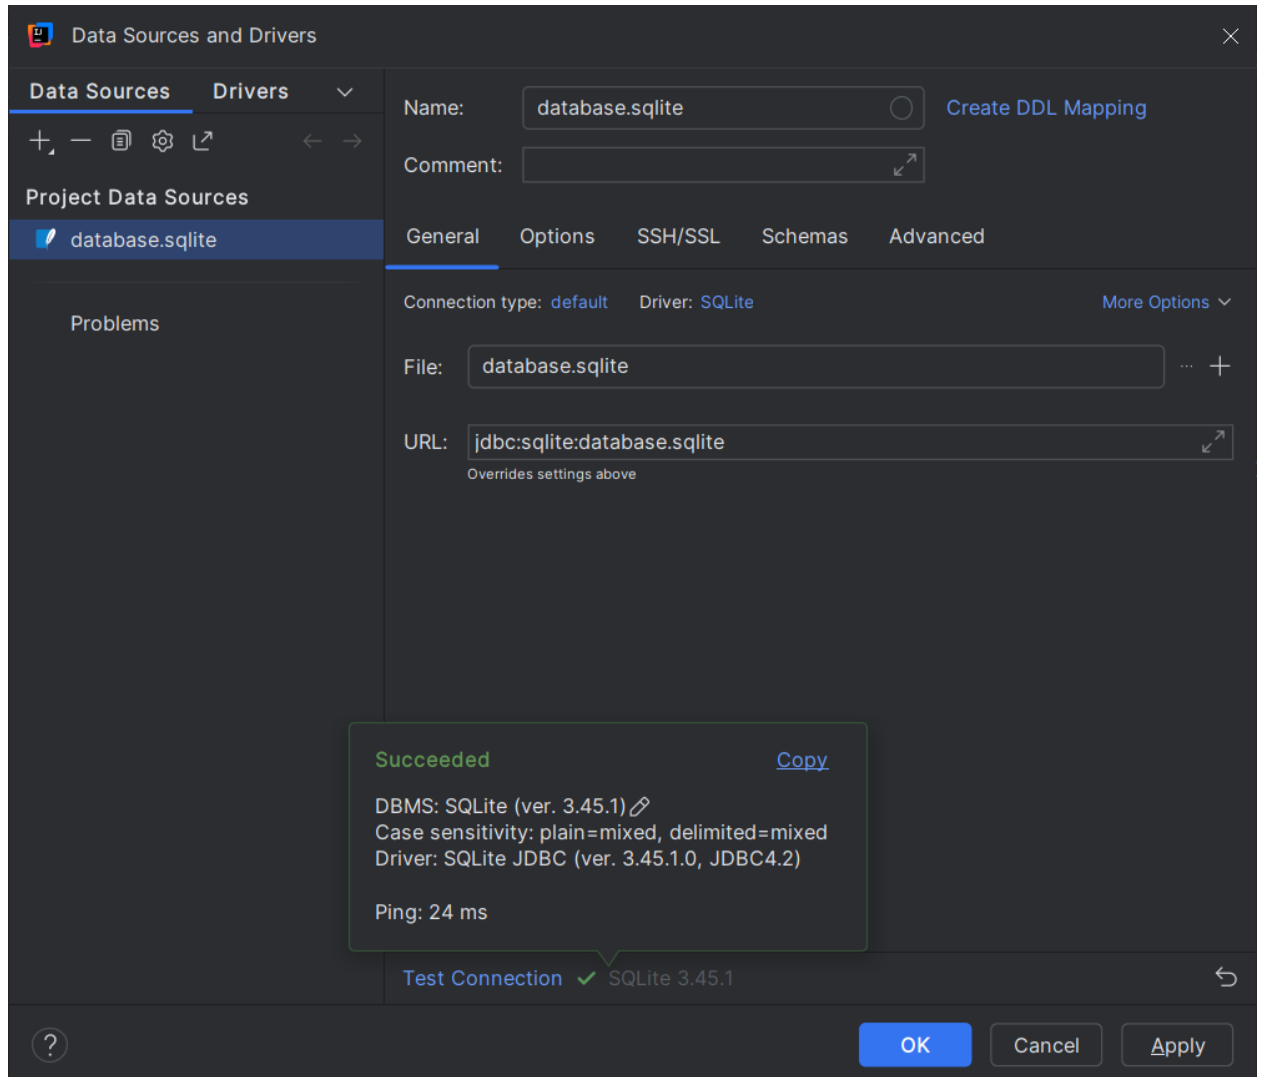 Data Sources and Drivers
Data Sources Drivers
Project Data Sources
database.sqlite
Problems
Name: database.sqlite Create DDL Mapping
Comment:
General Options SSH/SSL Schemas Advanced
Connection type: default Driver: SQLite More Options
File: database.sqlite ...
URL: jdbc:sqlite:database.sqlite
Overrides settings above
Succeeded Copy
DBMS: SQLite (ver. 3.45.1)
Case sensitivity: plain=mixed, delimited=mixed
Driver: SQLite JDBC (ver. 3.45.1.0, JDBC4.2)
Ping: 24 ms
Test Connection SQLite 3.45.1
? OK Cancel Apply